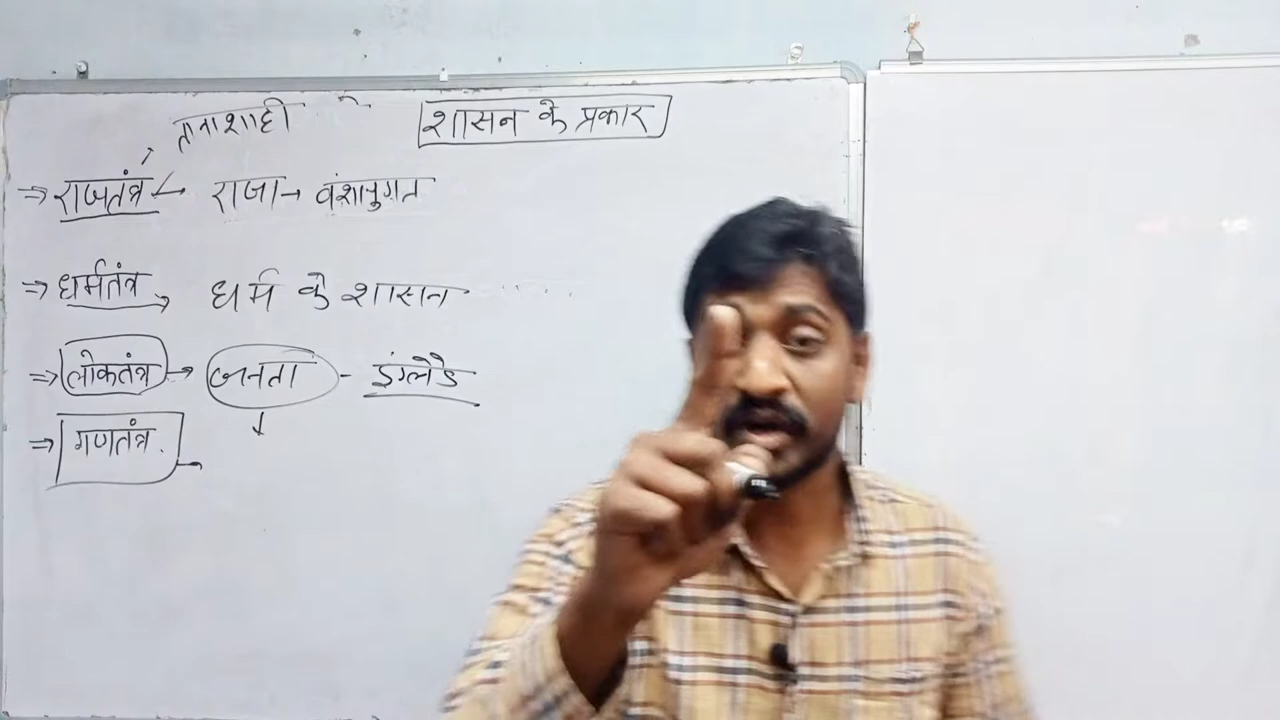 शासन के प्रकार
तानाशाही
⇒ राजतंत्र → राजा → वंशानुगत
⇒ धर्मतंत्र → धर्म के शासन
⇒ लोकतंत्र → जनता - इंग्लैंड
⇒ गणतंत्र.